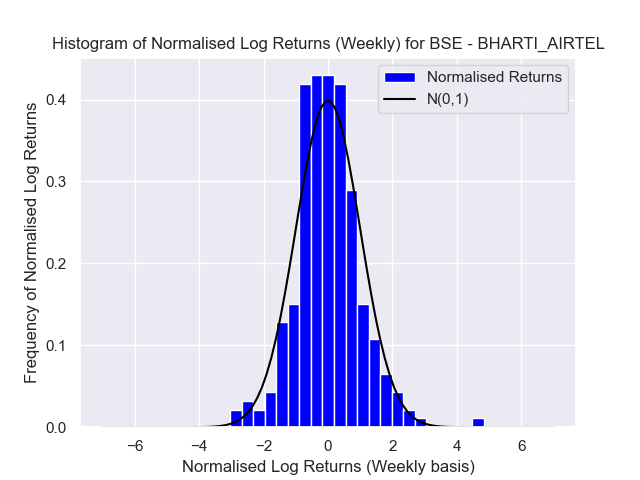 Histogram of Normalised Log Returns (Weekly) for BSE - BHARTI_AIRTEL
Normalised Returns
N(0,1)
Frequency of Normalised Log Returns
0.4
0.3
0.2
0.1
0.0
−6 −4 −2 0 2 4 6
Normalised Log Returns (Weekly basis)